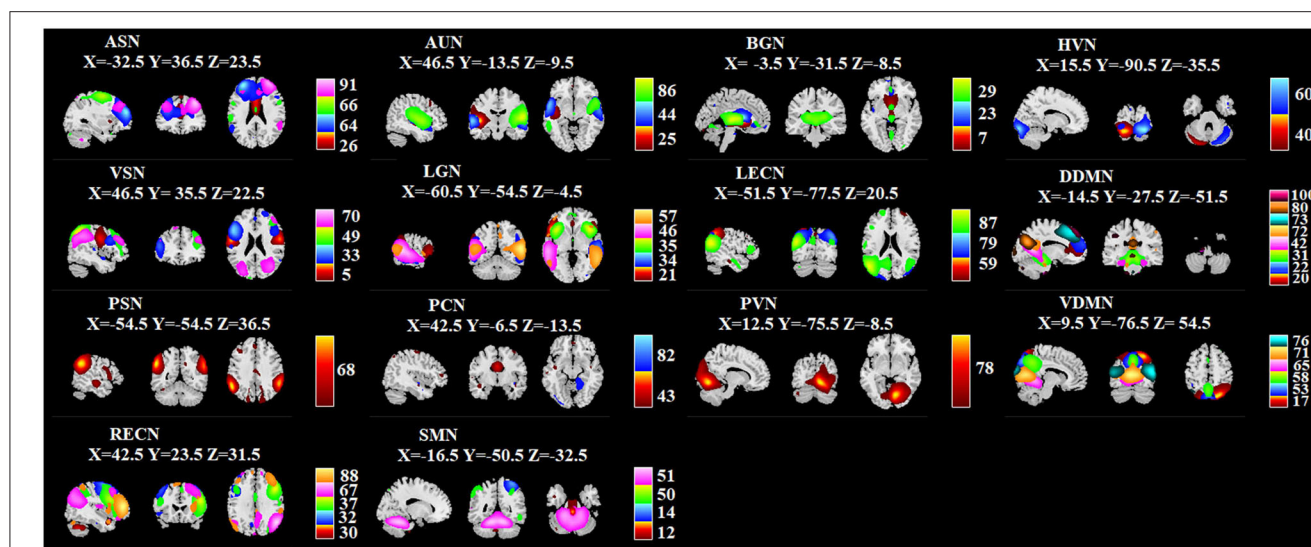 ASN
X=-32.5 Y=36.5 Z=23.5
91
66
64
26
AUN
X=46.5 Y=-13.5 Z=-9.5
86
44
25
BGN
X= -3.5 Y=-31.5 Z=-8.5
29
23
7
HVN
X=15.5 Y=-90.5 Z=-35.5
60
40
VSN
X=46.5 Y= 35.5 Z=22.5
70
49
33
5
LGN
X=-60.5 Y=-54.5 Z=-4.5
57
46
36
34
21
LECN
X=-51.5 Y=-77.5 Z=20.5
87
79
59
DDMN
X=-14.5 Y=-27.5 Z=-51.5
100
80
73
72
42
31
22
20
PSN
X=-54.5 Y=-54.5 Z=36.5
68
PCN
X=42.5 Y=-6.5 Z=-13.5
82
43
PVN
X=12.5 Y=-75.5 Z=-8.5
78
VDMN
X=9.5 Y=-76.5 Z= 54.5
76
71
65
58
53
17
RECN
X=42.5 Y=23.5 Z=31.5
88
67
37
32
30
SMN
X=-16.5 Y=-50.5 Z=-32.5
51
50
14
12